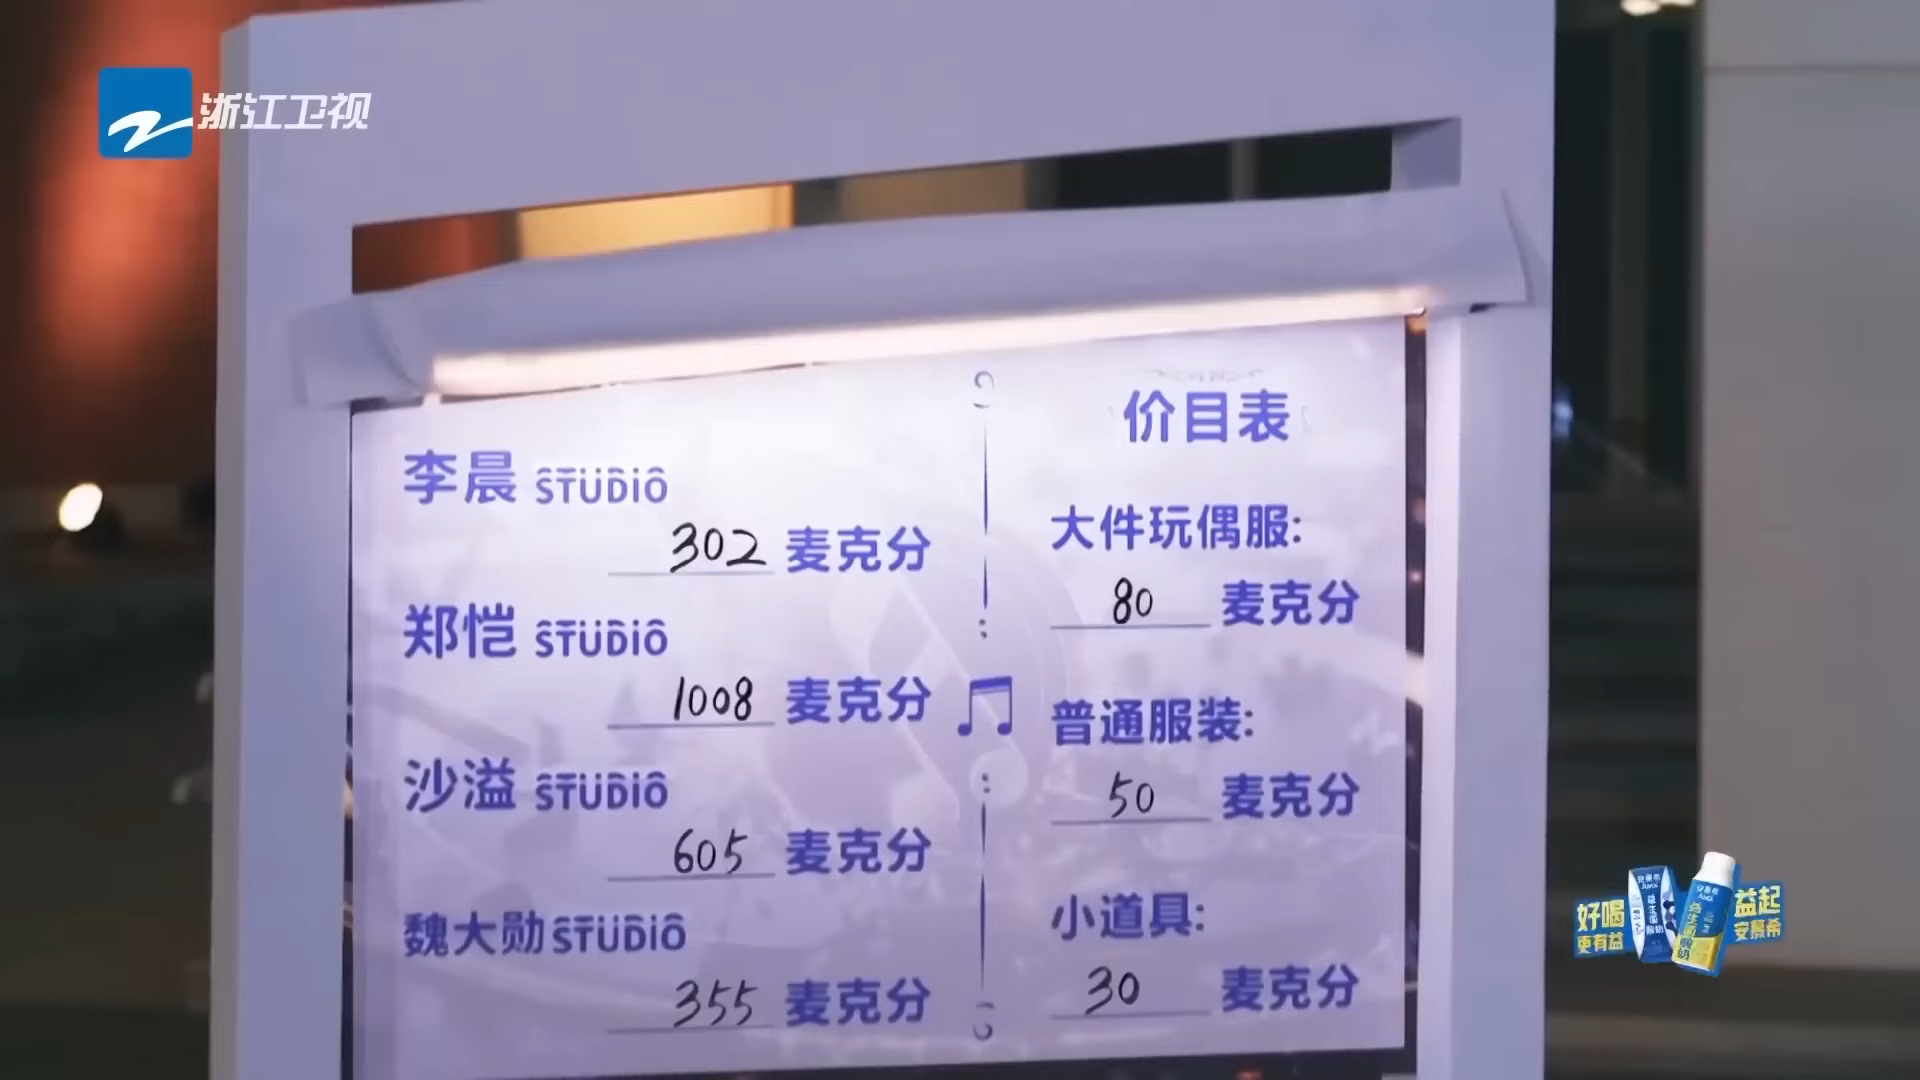 浙江卫视
李晨 STUDIO
302 麦克分
郑恺 STUDIO
1008 麦克分
沙溢 STUDIO
605 麦克分
魏大勋 STUDIO
355 麦克分
价目表
大件玩偶服:
80 麦克分
普通服装:
50 麦克分
小道具:
30 麦克分
好喝 益起
更有益 安慕希